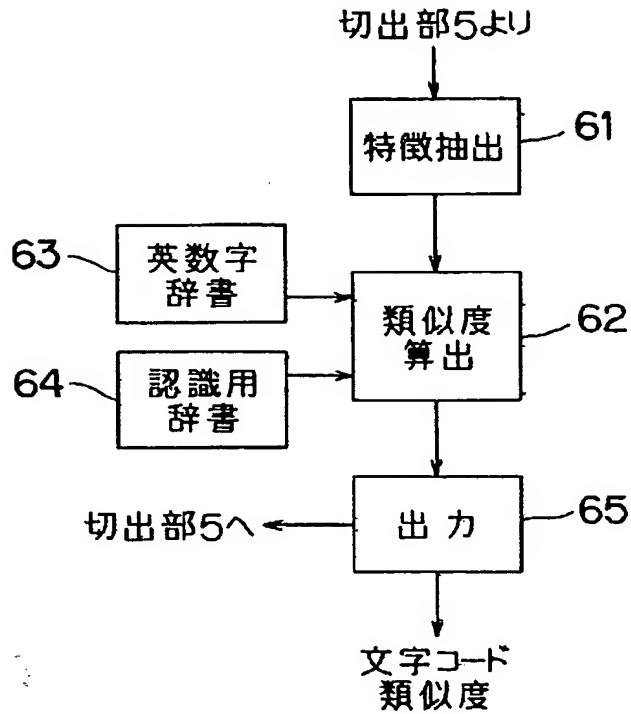 切出部5より
特徴抽出
61
63
英数字
辞書
類似度
算出
62
64
認識用
辞書
切出部5へ
出力
65
文字コード
類似度